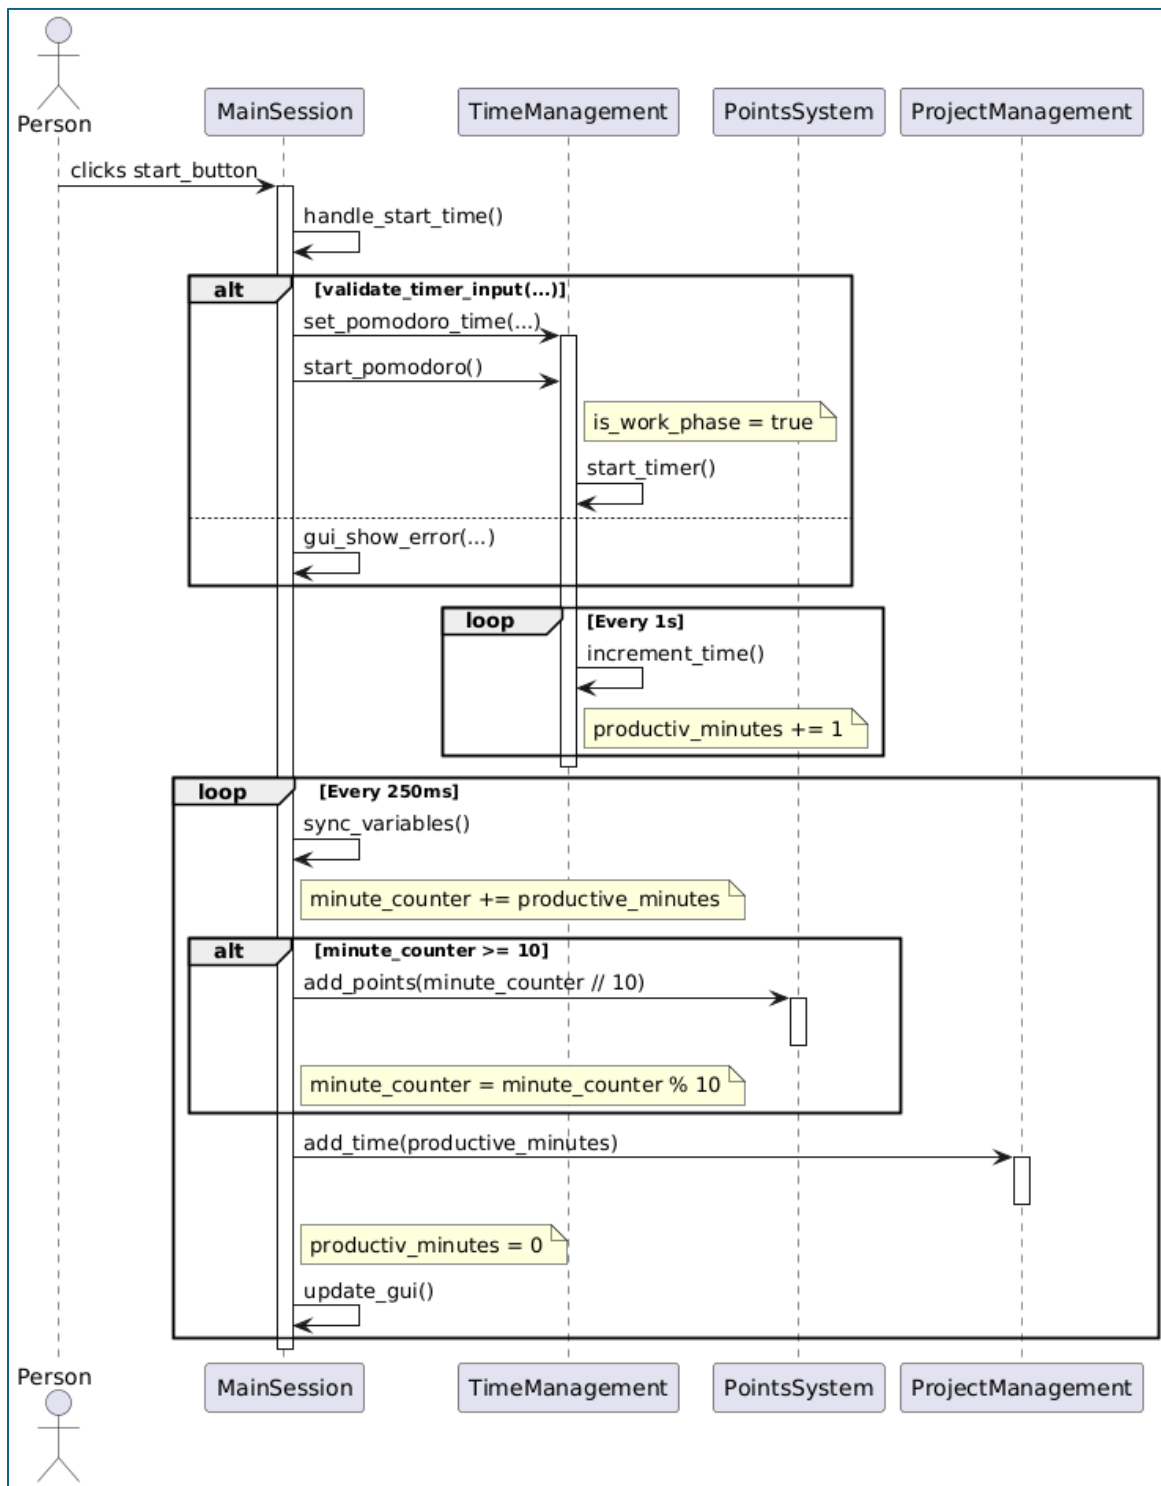 Person
MainSession
TimeManagement
PointsSystem
ProjectManagement
clicks start_button
handle_start_time()
alt
[validate_timer_input(...)]
set_pomodoro_time(...)
start_pomodoro()
is_work_phase = true
start_timer()
gui_show_error(...)
loop
[Every 1s]
increment_time()
productiv_minutes += 1
loop
[Every 250ms]
sync_variables()
minute_counter += productive_minutes
alt
[minute_counter >= 10]
add_points(minute_counter // 10)
minute_counter = minute_counter % 10
add_time(productive_minutes)
productiv_minutes = 0
update_gui()
Person
MainSession
TimeManagement
PointsSystem
ProjectManagement